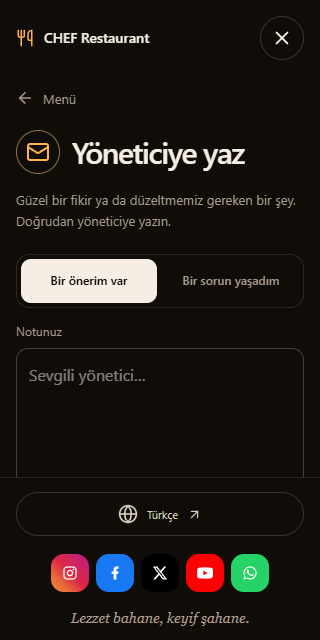 CHEF Restaurant
Menü
Yöneticiye yaz
Güzel bir fikir ya da düzeltmemiz gereken bir şey.
Doğrudan yöneticiye yazın.
Bir önerim var
Bir sorun yaşadım
Notunuz
Sevgili yönetici...
Türkçe
Lezzet bahane, keyif şahane.